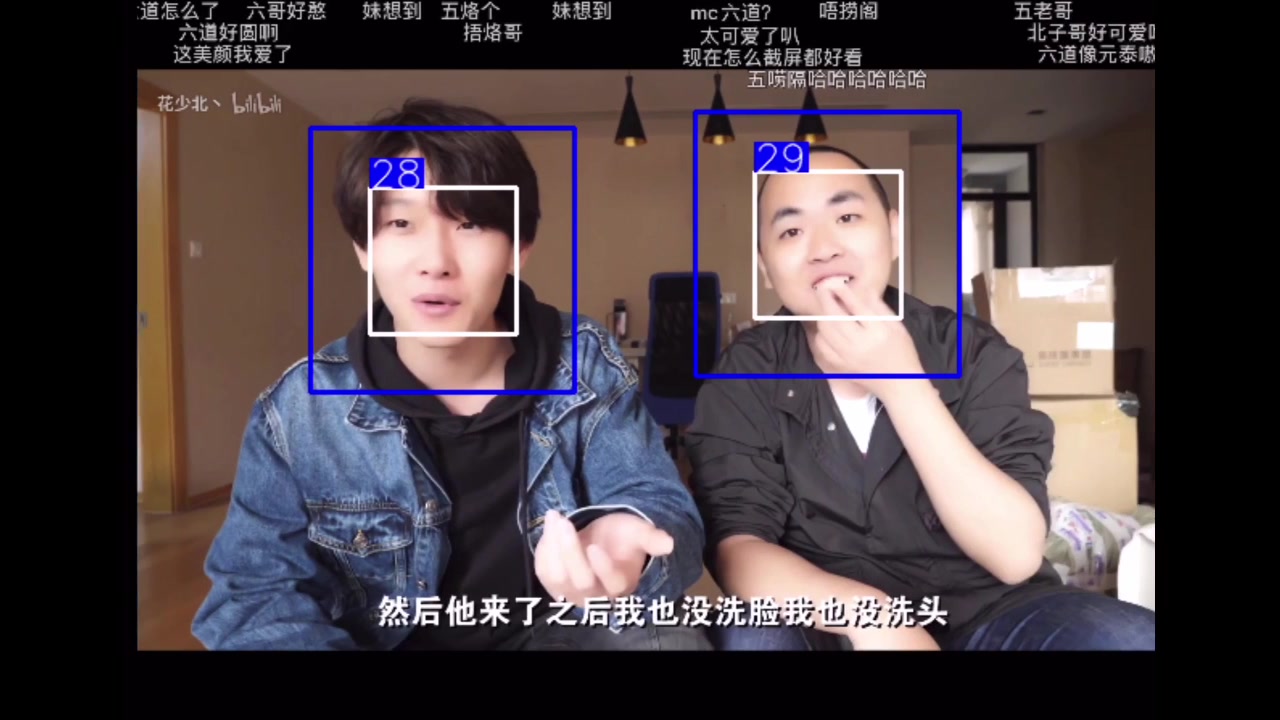 道怎么了 六哥好憨 妹想到 五烙个 妹想到 mc六道? 唔捞阁 五老哥
六道好圆啊 捂烙哥 太可爱了叭 北子哥好可爱
这美颜我爱了 现在怎么截屏都好看 六道像元泰嗷
五唠隔哈哈哈哈哈哈
花少北丶 bilibili
28
29
然后他来了之后我也没洗脸我也没洗头